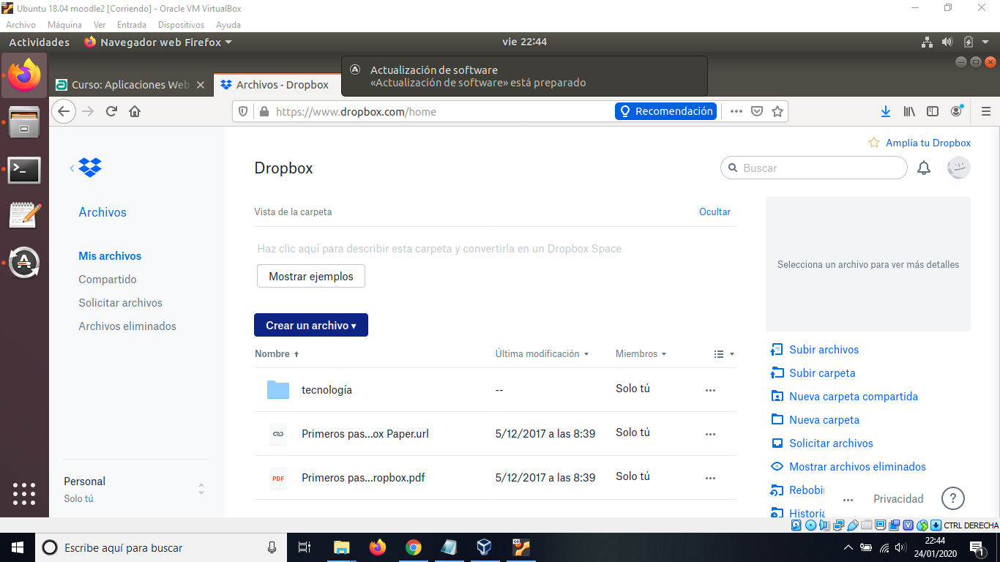 Ubuntu 18.04 moodle2 [Corriendo] - Oracle VM VirtualBox
Archivo Máquina Ver Entrada Dispositivos Ayuda
Actividades Navegador web Firefox vie 22:44
Actualización de software
«Actualización de software» está preparado
Curso: Aplicaciones Web Archivos - Dropbox
https://www.dropbox.com/home Recomendación
Amplía tu Dropbox
Dropbox
Buscar
Archivos
Vista de la carpeta Ocultar
Haz clic aquí para describir esta carpeta y convertirla en un Dropbox Space
Mostrar ejemplos
Selecciona un archivo para ver más detalles
Mis archivos
Compartido
Solicitar archivos
Archivos eliminados
Crear un archivo
Nombre Última modificación Miembros
tecnología -- Solo tú
Primeros pas...ox Paper.url 5/12/2017 a las 8:39 Solo tú
PDF Primeros pas...ropbox.pdf 5/12/2017 a las 8:39 Solo tú
Subir archivos
Subir carpeta
Nueva carpeta compartida
Nueva carpeta
Solicitar archivos
Mostrar archivos eliminados
Rebobi
Historia
Privacidad
?
Personal
Solo tú
CTRL DERECHA
Escribe aquí para buscar
22:44
24/01/2020
1